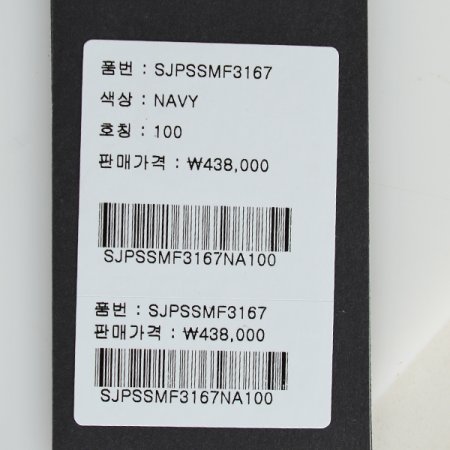 품번 : SJPSSMF3167
색상 : NAVY
호칭 : 100
판매가격 : ₩438,000
SJPSSMF3167NA100
품번 : SJPSSMF3167
판매가격 : ₩438,000
SJPSSMF3167NA100